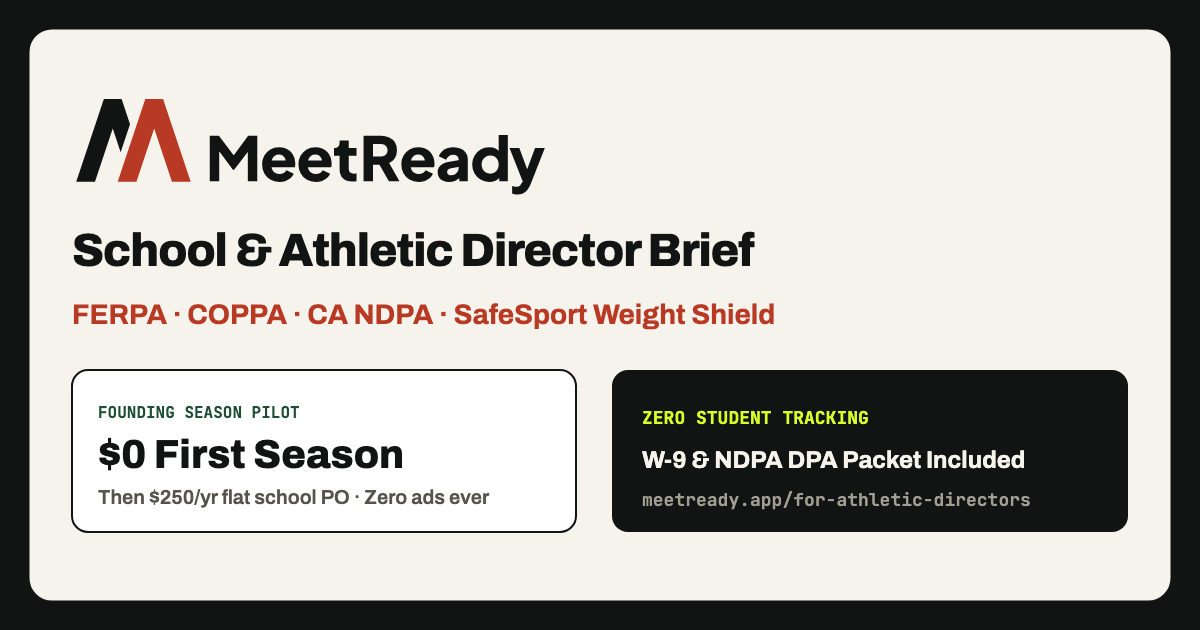 MeetReady
School & Athletic Director Brief
FERPA · COPPA · CA NDPA · SafeSport Weight Shield
FOUNDING SEASON PILOT
$0 First Season
Then $250/yr flat school PO · Zero ads ever
ZERO STUDENT TRACKING
W-9 & NDPA DPA Packet Included
meetready.app/for-athletic-directors